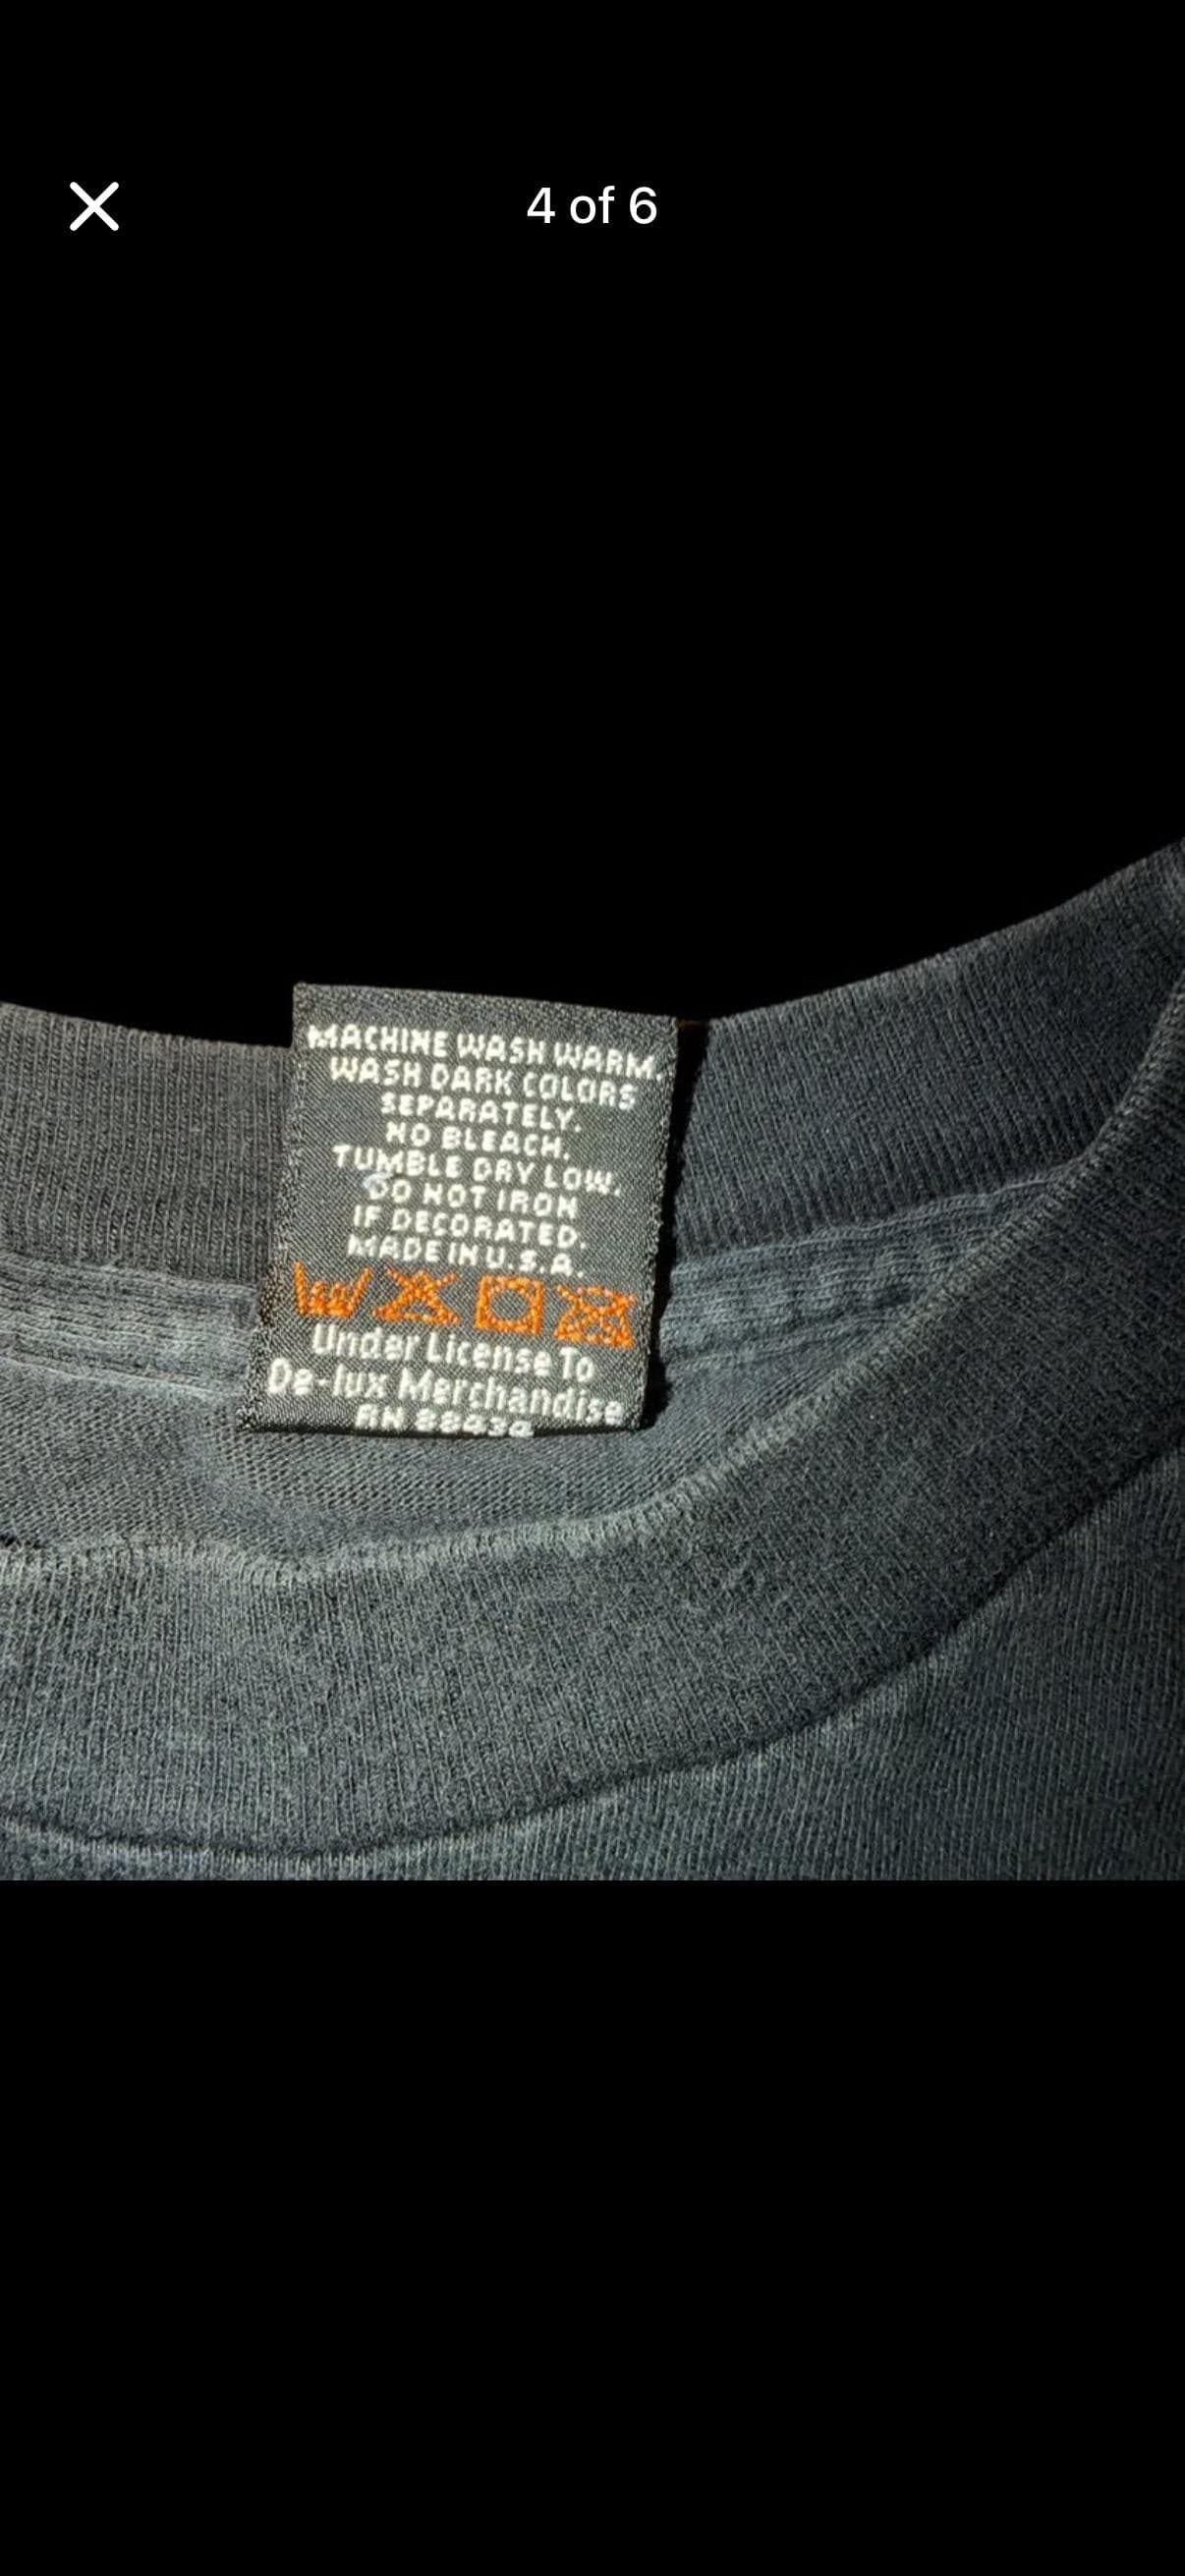 4 of 6
MACHINE WASH WARM.
WASH DARK COLORS
SEPARATELY.
NO BLEACH.
TUMBLE DRY LOW.
DO NOT IRON
IF DECORATED.
MADE IN U.S.A.
Under License To
De-lux Merchandise
RN